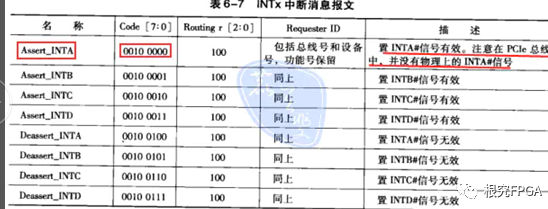 表6-7 INTx 中断消息报文
名 称 Code [7:0] Routing r [2:0] Requester ID 描 述
Assert_INTA 0010 0000 100 包括总线号和设备号，功能号保留 置 INTA#信号有效。注意在 PCIe 总线中，并没有物理上的 INTA#信号
Assert_INTB 0010 0001 100 同上 置 INTB#信号有效
Assert_INTC 0010 0010 100 同上 置 INTC#信号有效
Assert_INTD 0010 0011 100 同上 置 INTD#信号有效
Deassert_INTA 0010 0100 100 同上 置 INTA#信号无效
Deassert_INTB 0010 0101 100 同上 置 INTB#信号无效
Deassert_INTC 0010 0110 100 同上 置 INTC#信号无效
Deassert_INTD 0010 0111 100 同上 置 INTD#信号无效
根究FPGA